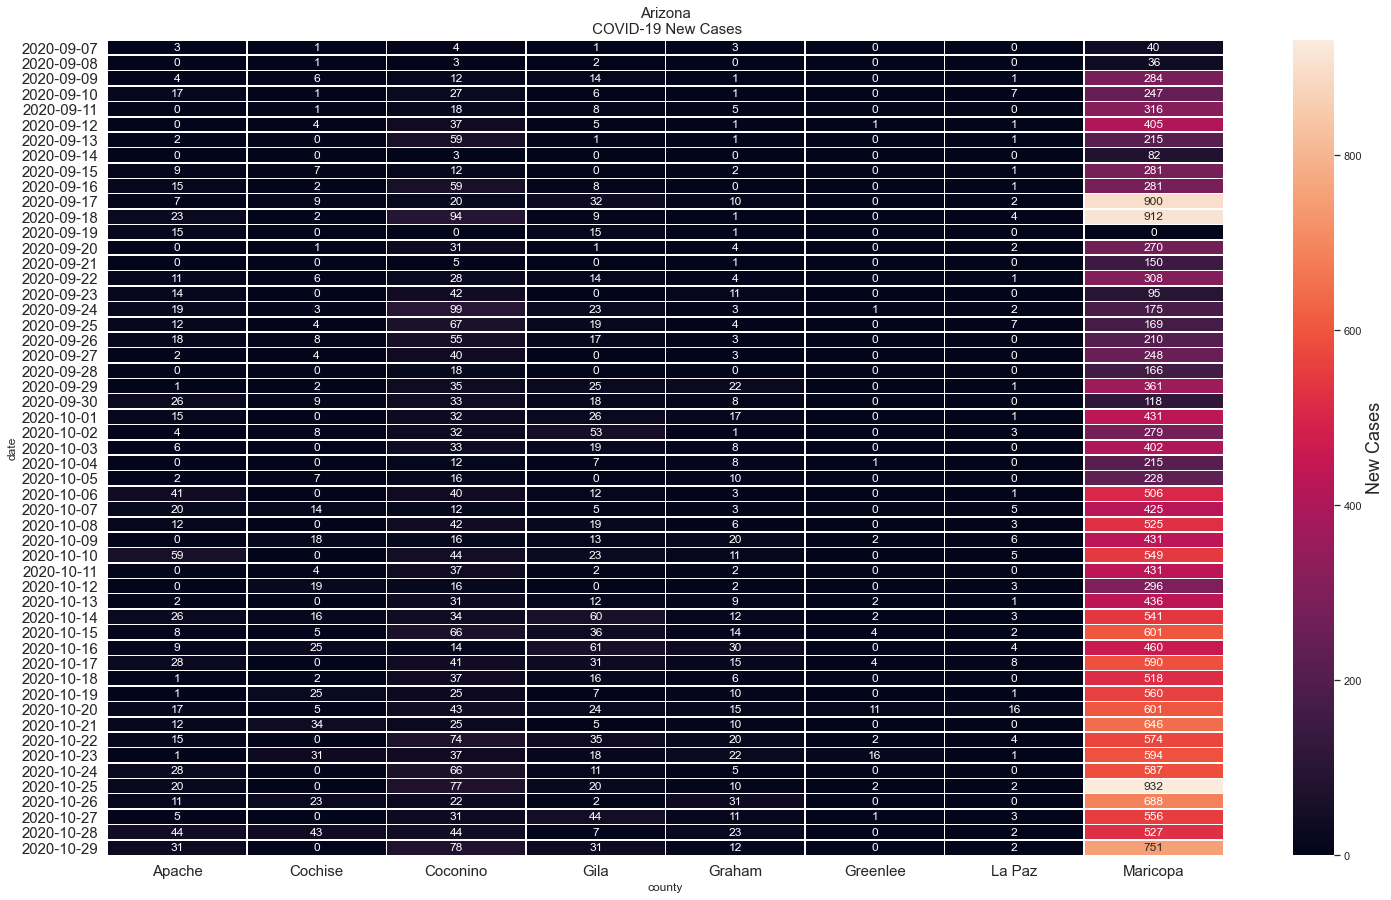 Arizona
COVID-19 New Cases
2020-09-07 3 1 4 1 3 0 0 40
2020-09-08 0 1 3 2 0 0 0 36
2020-09-09 4 6 12 14 1 0 1 284
2020-09-10 17 1 27 6 1 0 7 247
2020-09-11 0 1 18 8 5 0 0 316
2020-09-12 0 4 37 5 1 1 1 405
2020-09-13 2 0 59 1 1 0 1 215
2020-09-14 0 0 3 0 0 0 0 82
2020-09-15 9 7 12 0 2 0 1 281
2020-09-16 15 2 59 8 0 0 1 281
2020-09-17 7 9 20 32 10 0 2 900
2020-09-18 23 2 94 9 1 0 4 912
2020-09-19 15 0 0 15 1 0 0 0
2020-09-20 0 1 31 1 4 0 2 270
2020-09-21 0 0 5 0 1 0 0 150
2020-09-22 11 6 28 14 4 0 1 308
2020-09-23 14 0 42 0 11 0 0 95
2020-09-24 19 3 99 23 3 1 2 175
2020-09-25 12 4 67 19 4 0 7 169
2020-09-26 18 8 55 17 3 0 0 210
2020-09-27 2 4 40 0 3 0 0 248
2020-09-28 0 0 18 0 0 0 0 166
2020-09-29 1 2 35 25 22 0 1 361
2020-09-30 26 9 33 18 8 0 0 118
2020-10-01 15 0 32 26 17 0 1 431
2020-10-02 4 8 32 53 1 0 3 279
2020-10-03 6 0 33 19 8 0 0 402
2020-10-04 0 0 12 7 8 1 0 215
2020-10-05 2 7 16 0 10 0 0 228
2020-10-06 41 0 40 12 3 0 1 506
2020-10-07 20 14 12 5 3 0 5 425
2020-10-08 12 0 42 19 6 0 3 525
2020-10-09 0 18 16 13 20 2 6 431
2020-10-10 59 0 44 23 11 0 5 549
2020-10-11 0 4 37 2 2 0 0 431
2020-10-12 0 19 16 0 2 0 3 296
2020-10-13 2 0 31 12 9 2 1 436
2020-10-14 26 16 34 60 12 2 3 541
2020-10-15 8 5 66 36 14 4 2 601
2020-10-16 9 25 14 61 30 0 4 460
2020-10-17 28 0 41 31 15 4 8 590
2020-10-18 1 2 37 16 6 0 0 518
2020-10-19 1 25 25 7 10 0 1 560
2020-10-20 17 5 43 24 15 11 16 601
2020-10-21 12 34 25 5 10 0 0 646
2020-10-22 15 0 74 35 20 2 4 574
2020-10-23 1 31 37 18 22 16 1 594
2020-10-24 28 0 66 11 5 0 0 587
2020-10-25 20 0 77 20 10 2 2 932
2020-10-26 11 23 22 2 31 0 0 688
2020-10-27 5 0 31 44 11 1 3 556
2020-10-28 44 43 44 7 23 0 2 527
2020-10-29 31 0 78 31 12 0 2 751
Apache Cochise Coconino Gila Graham Greenlee La Paz Maricopa
county
date
800
600
400
200
0
New Cases